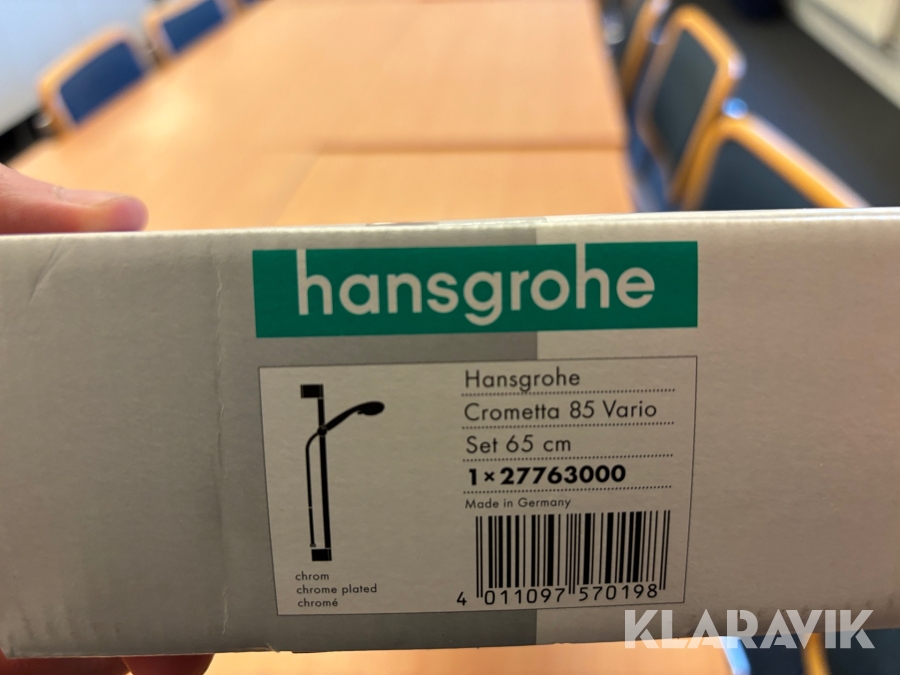 hansgrohe
Hansgrohe
Crometta 85 Vario
Set 65 cm
1×27763000
Made in Germany
chrom
chrome plated
chromé
4 011097 570198
KLARAVIK